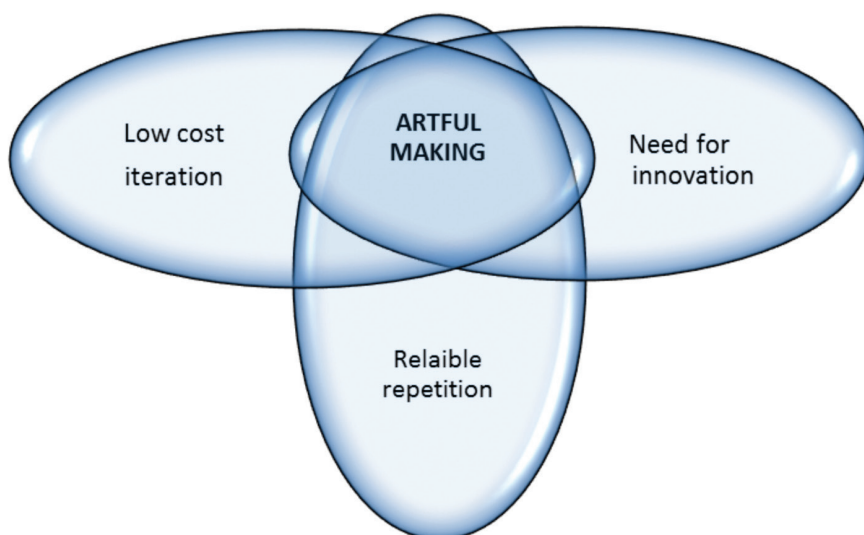 ARTFUL
MAKING
Low cost
iteration
Need for
innovation
Relaible
repetition